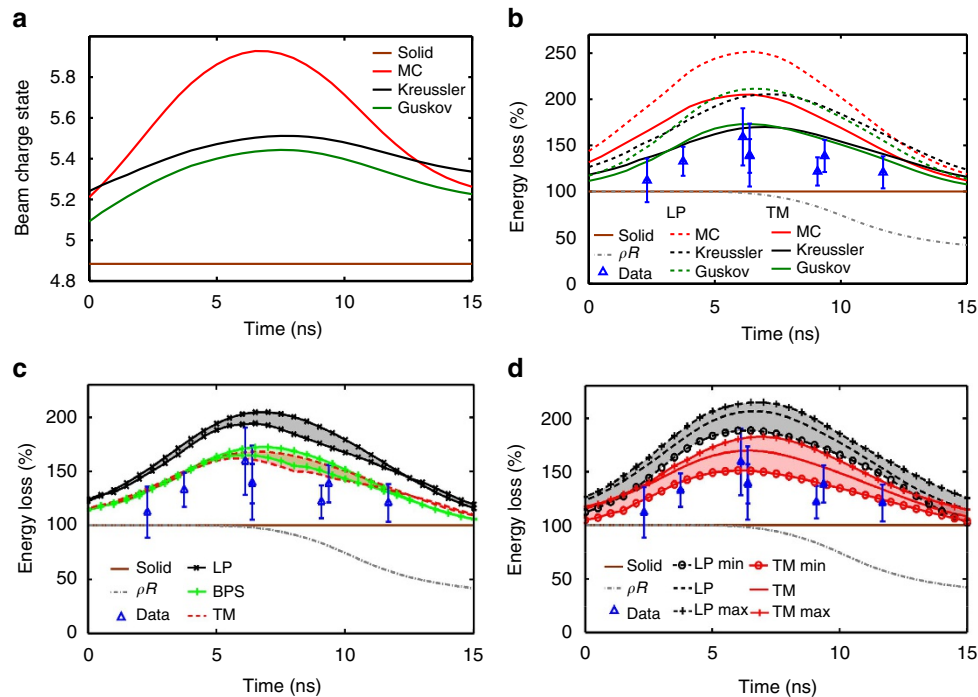 a
5.8
5.6
5.4
5.2
5
4.8
Beam charge state
Solid
MC
Kreussler
Guskov
0
5
10
15
Time (ns)
b
250
200
150
100
50
0
Energy loss (%)
LP
TM
Solid
MC
MC
ρR
Kreussler
Kreussler
Data
Guskov
Guskov
0
5
10
15
Time (ns)
c
200
150
100
50
0
Energy loss (%)
Solid
LP
ρR
BPS
Data
TM
0
5
10
15
Time (ns)
d
200
150
100
50
0
Energy loss (%)
Solid
LP min
TM min
ρR
LP
TM
Data
LP max
TM max
0
5
10
15
Time (ns)